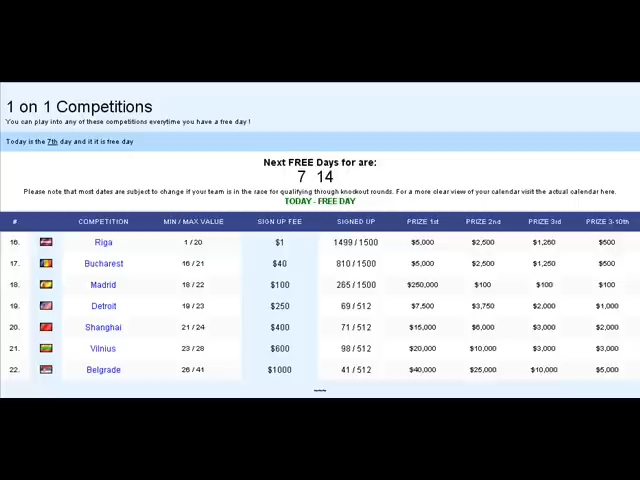 1 on 1 Competitions
You can play into any of these competitions everytime you have a free day !
Today is the 7th day and it it is free day
Next FREE Days for are:
7 14
Please note that most dates are subject to change if your team is in the race for qualifying through knockout rounds. For a more clear view of your calendar visit the actual calendar here.
TODAY - FREE DAY
# COMPETITION MIN / MAX VALUE SIGN UP FEE SIGNED UP PRIZE 1st PRIZE 2nd PRIZE 3rd PRIZE 3-10th
16. Riga 1 / 20 $1 1499 / 1500 $5,000 $2,500 $1,250 $500
17. Bucharest 16 / 21 $40 810 / 1500 $5,000 $2,500 $1,250 $500
18. Madrid 18 / 22 $100 265 / 1500 $250,000 $100 $100 $100
19. Detroit 19 / 23 $250 69 / 512 $7,500 $3,750 $2,000 $1,000
20. Shanghai 21 / 24 $400 71 / 512 $15,000 $6,000 $3,000 $2,000
21. Vilnius 23 / 28 $600 98 / 512 $20,000 $10,000 $3,000 $3,000
22. Belgrade 26 / 41 $1000 41 / 512 $40,000 $25,000 $10,000 $5,000